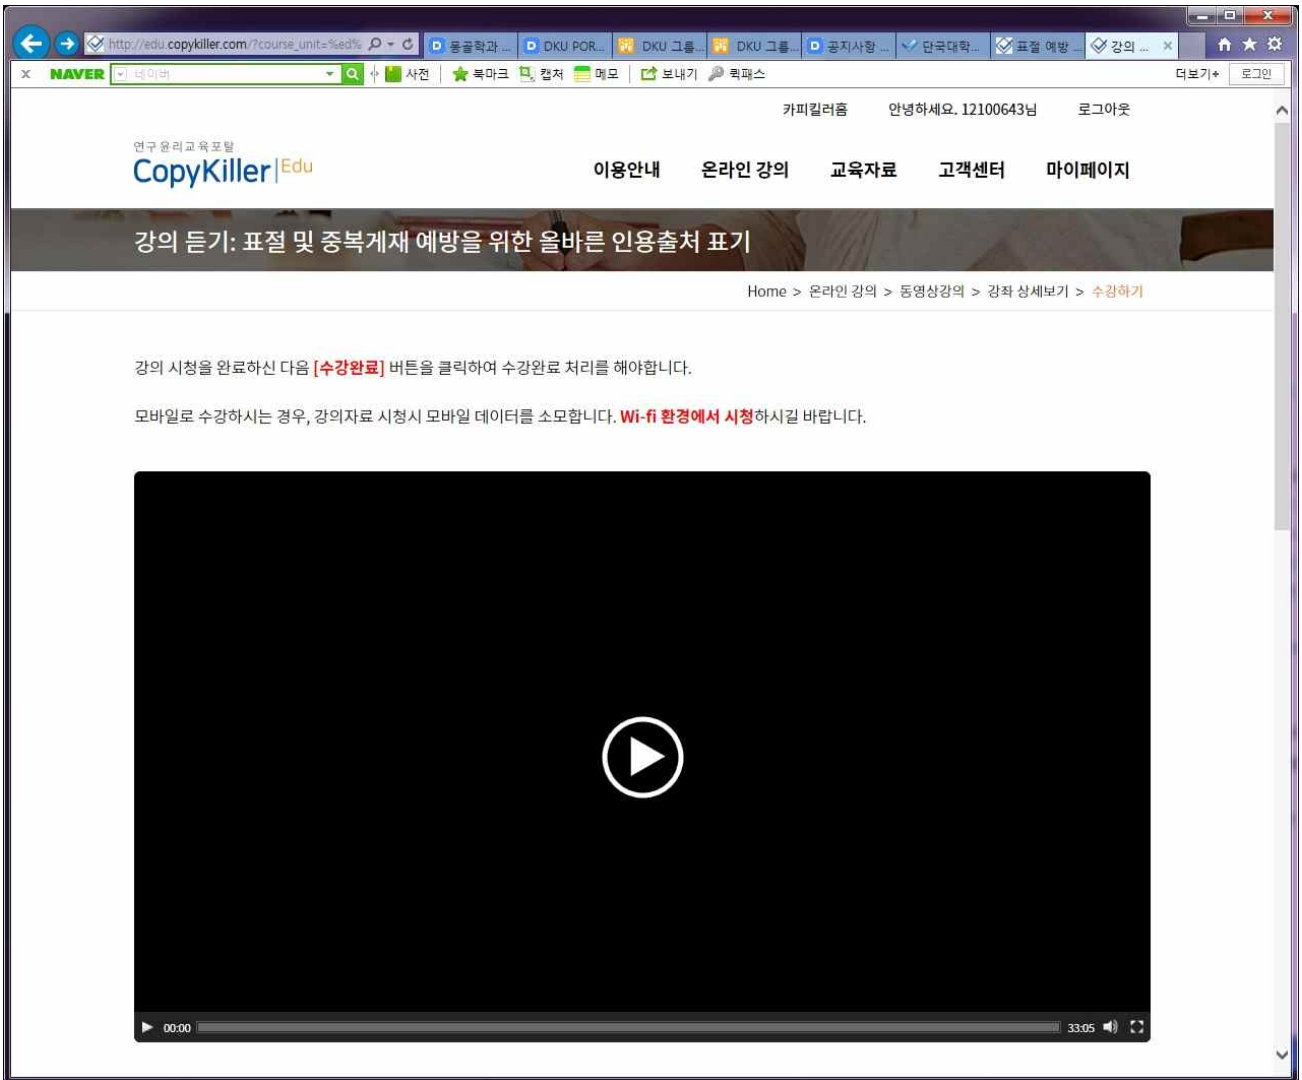 http://edu.copykiller.com/?course_unit=%ed%
몽골학과 ...
DKU POR...
DKU 그룹...
DKU 그룹...
공지사항 ...
단국대학...
표절 예방 ...
강의 ...
NAVER 네이버 사전 북마크 캡처 메모 보내기 퀵패스 더보기+ 로그인
카피킬러홈 안녕하세요. 12100643님 로그아웃
연구윤리교육포탈
CopyKiller|Edu
이용안내 온라인 강의 교육자료 고객센터 마이페이지
강의 듣기: 표절 및 중복게재 예방을 위한 올바른 인용출처 표기
Home > 온라인 강의 > 동영상강의 > 강좌 상세보기 > 수강하기
강의 시청을 완료하신 다음 [수강완료] 버튼을 클릭하여 수강완료 처리를 해야합니다.
모바일로 수강하시는 경우, 강의자료 시청시 모바일 데이터를 소모합니다. Wi-fi 환경에서 시청하시길 바랍니다.
00:00 33:05